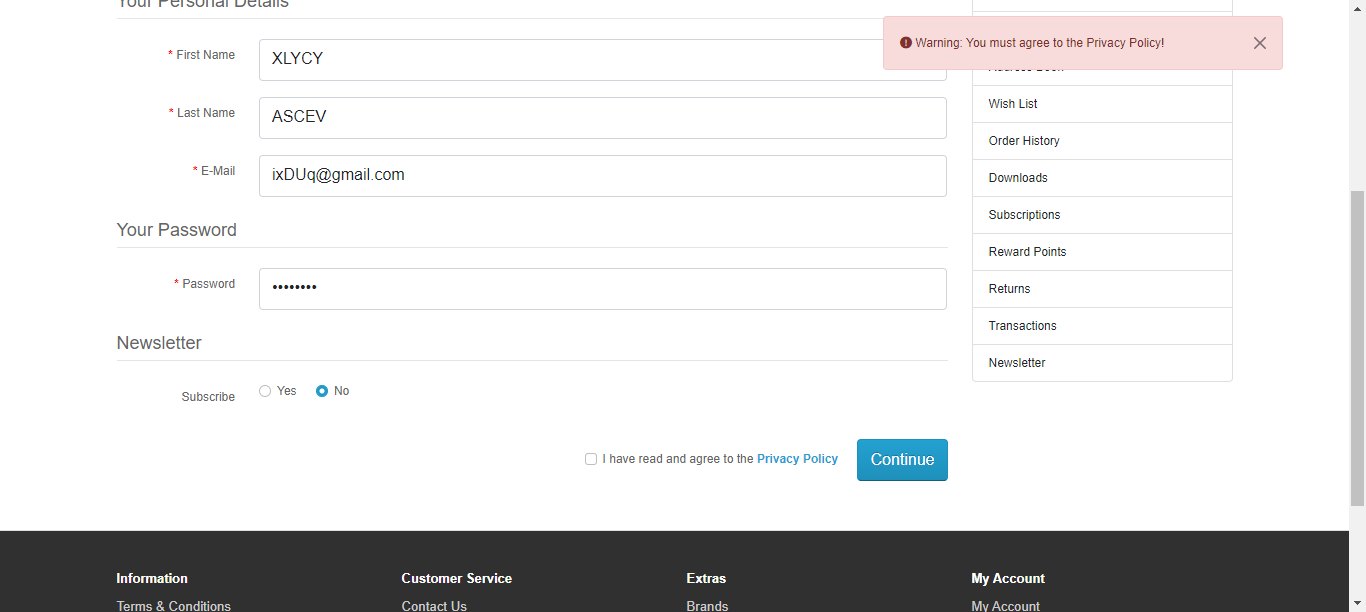 Your Personal Details
Warning: You must agree to the Privacy Policy!
* First Name
XLYCY
* Last Name
ASCEV
* E-Mail
ixDUq@gmail.com
Your Password
* Password
••••••••
Newsletter
Subscribe
Yes
No
I have read and agree to the Privacy Policy
Continue
Address Book
Wish List
Order History
Downloads
Subscriptions
Reward Points
Returns
Transactions
Newsletter
Information
Customer Service
Extras
My Account
Terms & Conditions
Contact Us
Brands
My Account